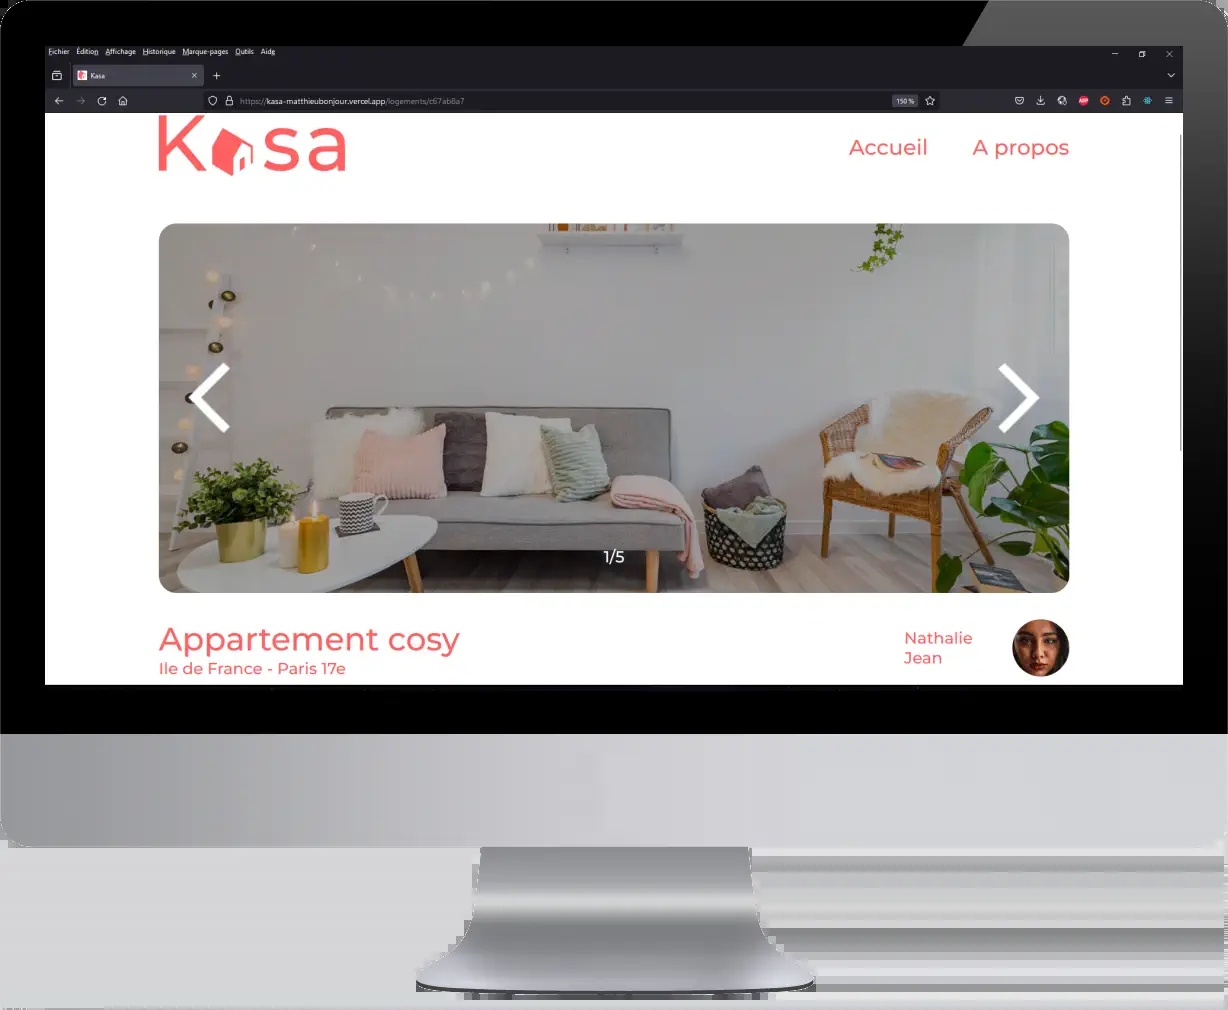 Fichier Édition Affichage Historique Marque-pages Outils Aide
Kasa
https://kasa-matthieubonjour.vercel.app/logements/c67ab8a7
150 %
ABP
Kasa
Accueil
A propos
1/5
Appartement cosy
Ile de France - Paris 17e
Nathalie
Jean